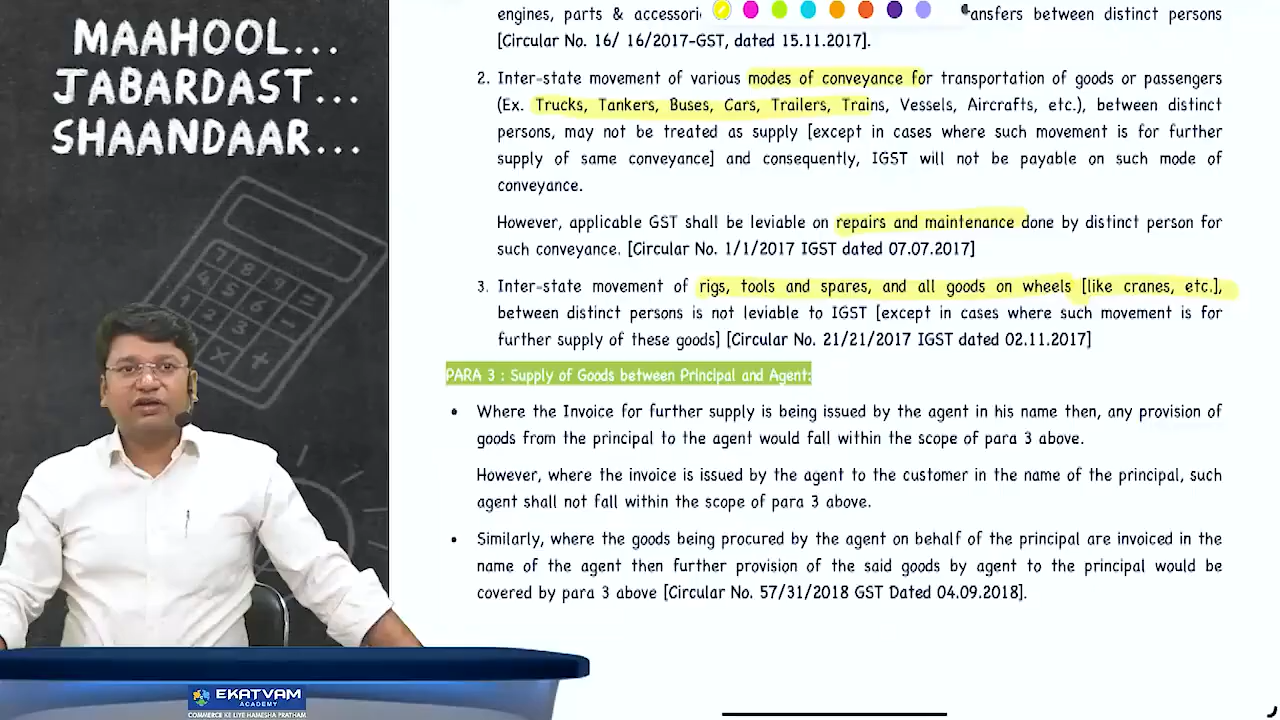 MAAHOOL...
JABARDAST...
SHAANDAAR...
7 8 9 =
4 5 6 -
1 2 3
× +
engines, parts & accessori ansfers between distinct persons
[Circular No. 16/ 16/2017-GST, dated 15.11.2017].
2. Inter-state movement of various modes of conveyance for transportation of goods or passengers
(Ex. Trucks, Tankers, Buses, Cars, Trailers, Trains, Vessels, Aircrafts, etc.), between distinct
persons, may not be treated as supply [except in cases where such movement is for further
supply of same conveyance] and consequently, IGST will not be payable on such mode of
conveyance.
However, applicable GST shall be leviable on repairs and maintenance done by distinct person for
such conveyance. [Circular No. 1/1/2017 IGST dated 07.07.2017]
3. Inter-state movement of rigs, tools and spares, and all goods on wheels [like cranes, etc.],
between distinct persons is not leviable to IGST [except in cases where such movement is for
further supply of these goods] [Circular No. 21/21/2017 IGST dated 02.11.2017]
PARA 3 : Supply of Goods between Principal and Agent:
• Where the Invoice for further supply is being issued by the agent in his name then, any provision of
goods from the principal to the agent would fall within the scope of para 3 above.
However, where the invoice is issued by the agent to the customer in the name of the principal, such
agent shall not fall within the scope of para 3 above.
• Similarly, where the goods being procured by the agent on behalf of the principal are invoiced in the
name of the agent then further provision of the said goods by agent to the principal would be
covered by para 3 above [Circular No. 57/31/2018 GST Dated 04.09.2018].
EKATVAM
ACADEMY
COMMERCE KE LIYE HAMESHA PRATHAM